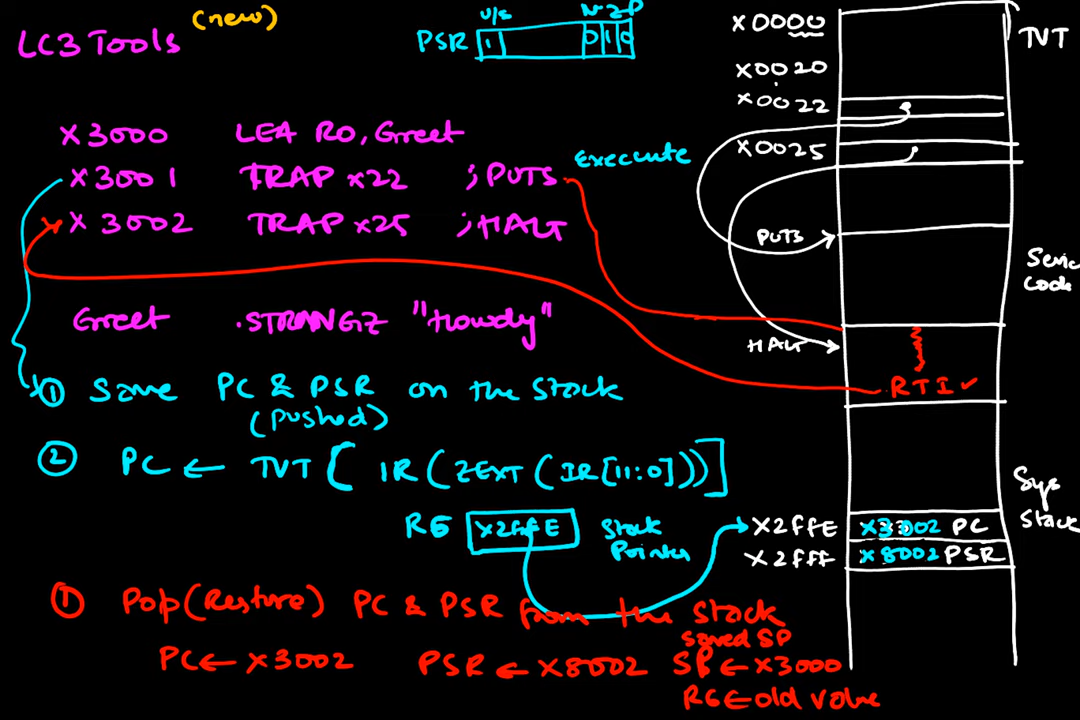 LC3 Tools (new)
PSR U/S 1 N Z P 0 1 0
x3000 LEA R0, Greet
x3001 TRAP x22 ;PUTS
x3002 TRAP x25 ;HALT
Execute
Greet .STRINGZ "Howdy"
① Save PC & PSR on the stack
(pushed)
② PC ← TVT [ IR (ZEXT (IR[11:0])) ]
R6 x2FFE Stack
Pointer
① Pop (Restore) PC & PSR from the stack
saved SP
PC ← x3002 PSR ← x8002 SP ← x3000
R6 ← old value
x0000 TVT
x0020
x0022
x0025
PUTS
Code
HALT
RTI ✓
Sys
Stack
x2FFE x3002 PC
x2FFF x8002 PSR